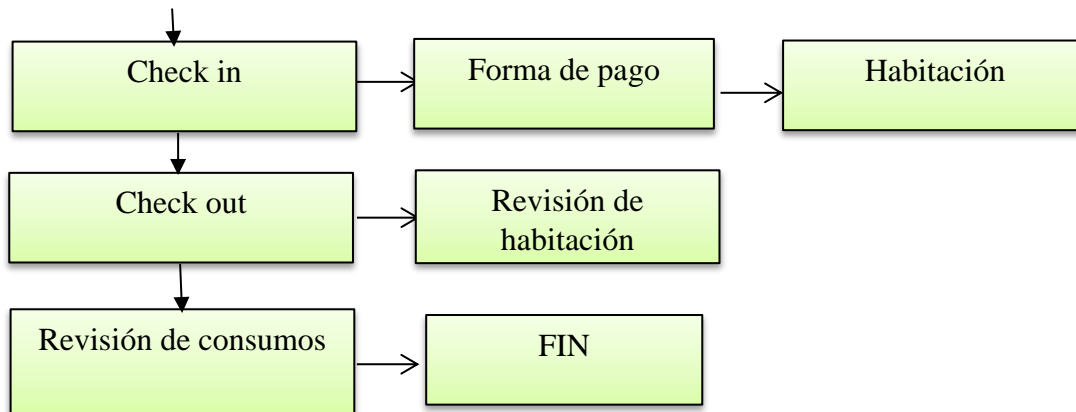 Check in
Forma de pago
Habitación
Check out
Revisión de
habitación
Revisión de consumos
FIN